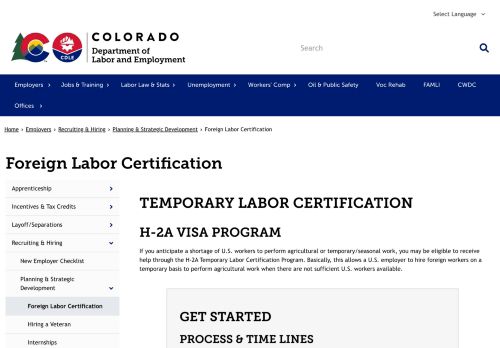 Select Language
COLORADO
Department of
Labor and Employment
CDLE
Search
Employers
Jobs & Training
Labor Law & Stats
Unemployment
Workers' Comp
Oil & Public Safety
Voc Rehab
FAMLI
CWDC
Offices
Home › Employers › Recruiting & Hiring › Planning & Strategic Development › Foreign Labor Certification
Foreign Labor Certification
Apprenticeship
Incentives & Tax Credits
Layoff/Separations
Recruiting & Hiring
New Employer Checklist
Planning & Strategic
Development
Foreign Labor Certification
Hiring a Veteran
Internships
TEMPORARY LABOR CERTIFICATION
H-2A VISA PROGRAM
If you anticipate a shortage of U.S. workers to perform agricultural or temporary/seasonal work, you may be eligible to receive
help through the H-2A Temporary Labor Certification Program. Basically, this allows a U.S. employer to hire foreign workers on a
temporary basis to perform agricultural work when there are not sufficient U.S. workers available.
GET STARTED
PROCESS & TIME LINES